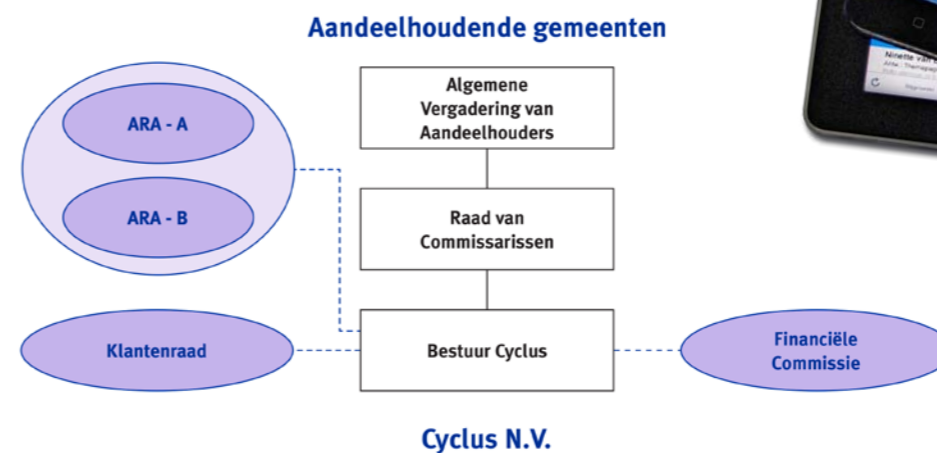 Aandeelhoudende gemeenten
ARA - A
ARA - B
Algemene
Vergadering van
Aandeelhouders
Raad van
Commissarissen
Klantenraad
Bestuur Cyclus
Financiële
Commissie
Cyclus N.V.